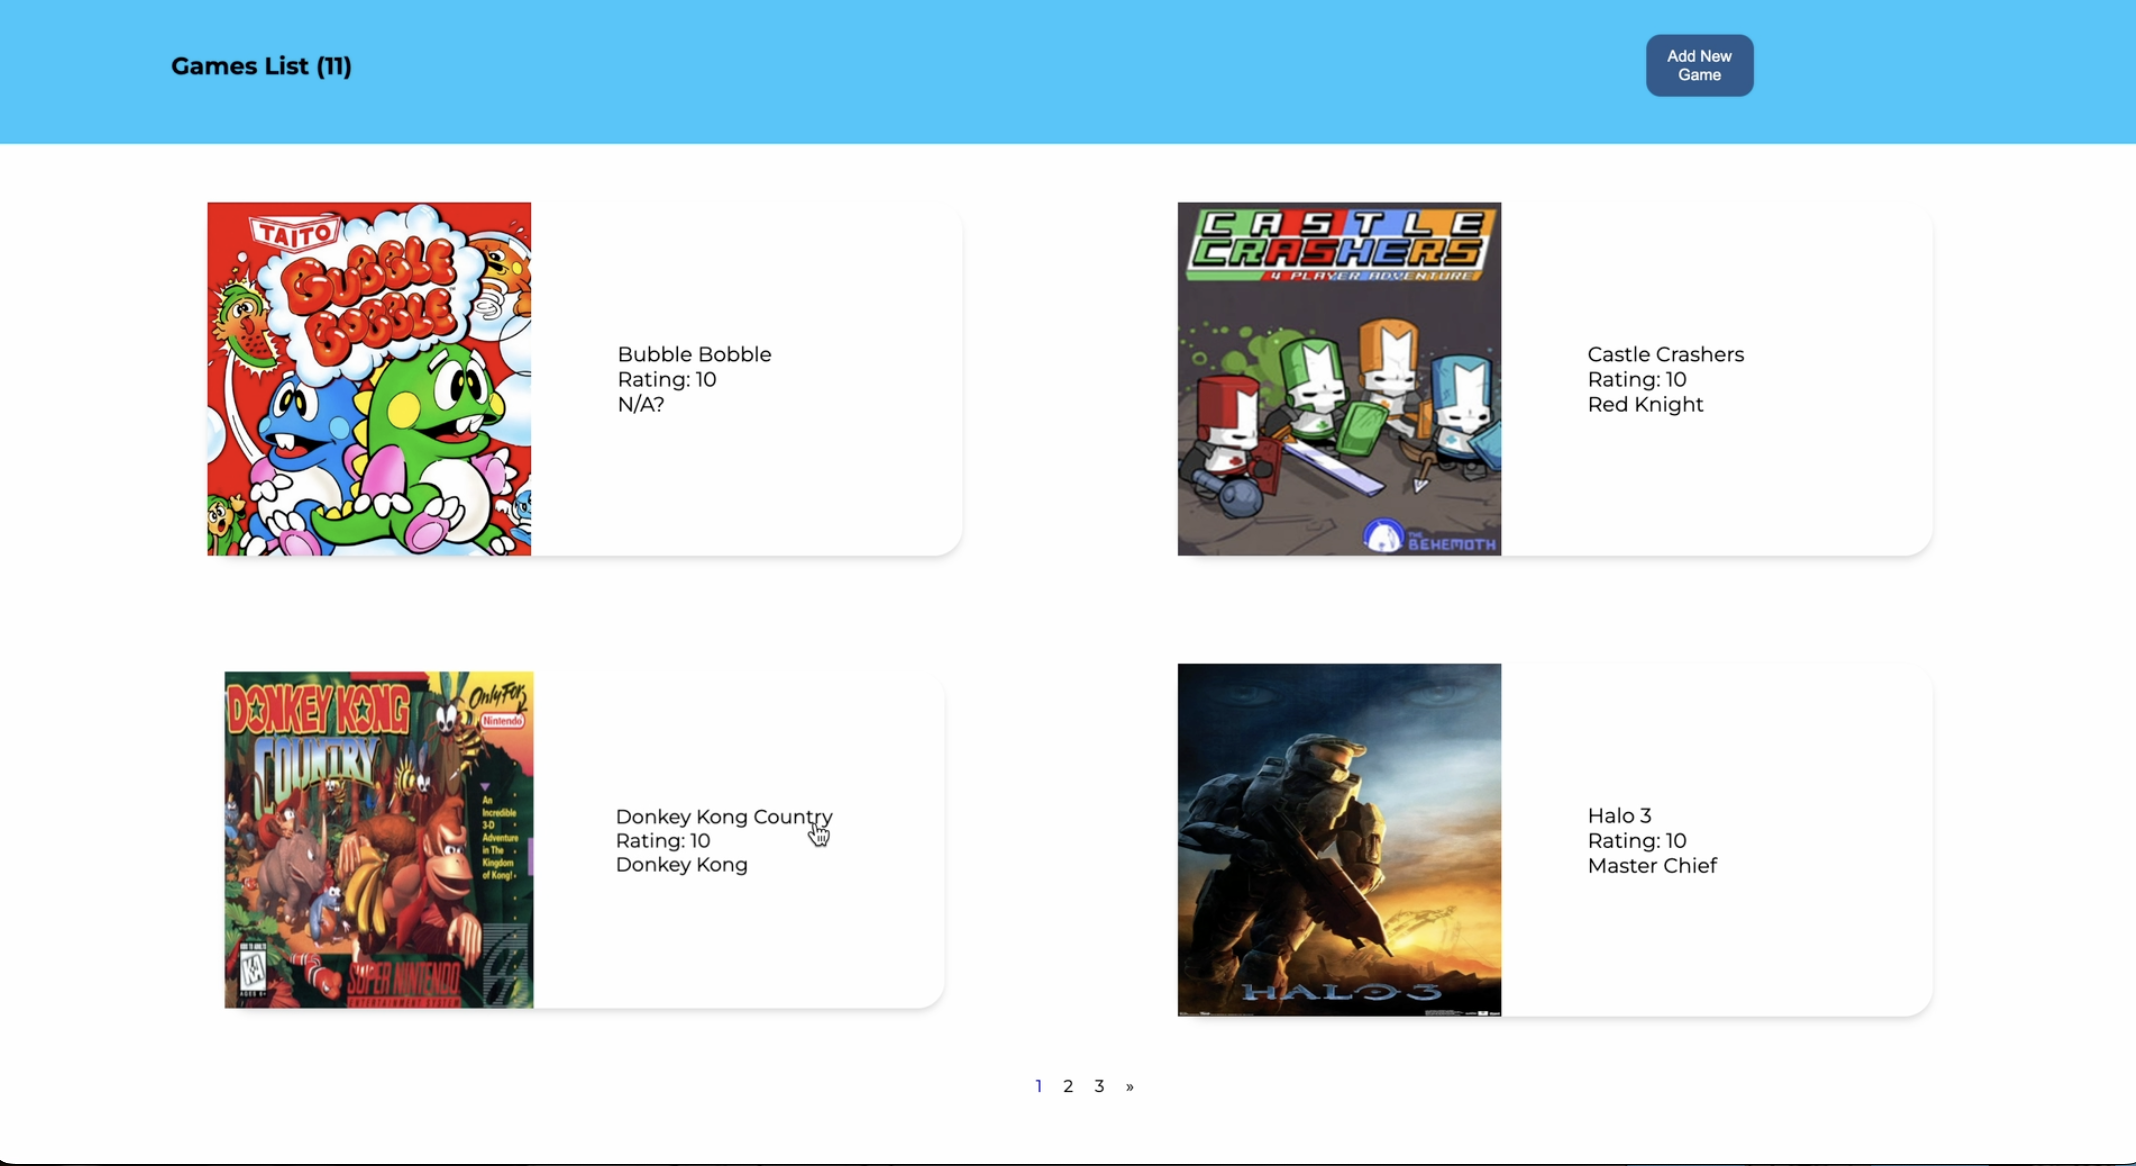 Games List (11)
Add New
Game
TAITO
BUBBLE
BOBBLE
Bubble Bobble
Rating: 10
N/A?
CASTLE
CRASHERS
4 PLAYER ADVENTURE
THE
BEHEMOTH
Castle Crashers
Rating: 10
Red Knight
DONKEY KONG
COUNTRY
Only For
Nintendo
An
Incredible
3-D
Adventure
in The
Kingdom
of Kong!
K-A
SUPER NINTENDO
ENTERTAINMENT SYSTEM
Donkey Kong Country
Rating: 10
Donkey Kong
HALO 3
Halo 3
Rating: 10
Master Chief
1 2 3 »